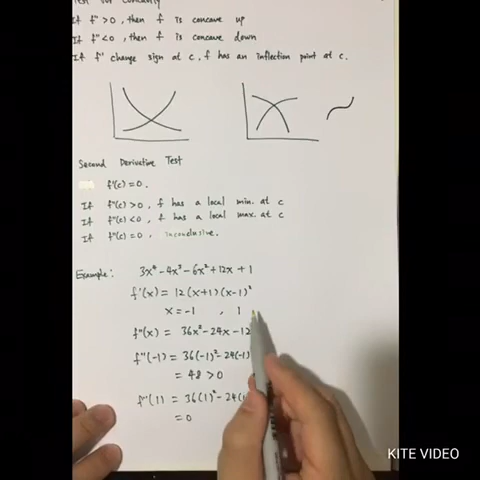 Test for Concavity
If f" > 0, then f is concave up
If f" < 0, then f is concave down
If f" change sign at c, f has an inflection point at c.
Second Derivative Test
f'(c) = 0.
If f"(c) > 0, f has a local min. at c
If f"(c) < 0, f has a local max. at c
If f"(c) = 0, inconclusive.
Example: 3x⁴ - 4x³ - 6x² + 12x + 1
f'(x) = 12(x+1)(x-1)²
x = -1 , 1
f"(x) = 36x² - 24x - 12
f"(-1) = 36(-1)² - 24(-1)
= 48 > 0
f"(1) = 36(1)² - 24(
= 0
KITE VIDEO